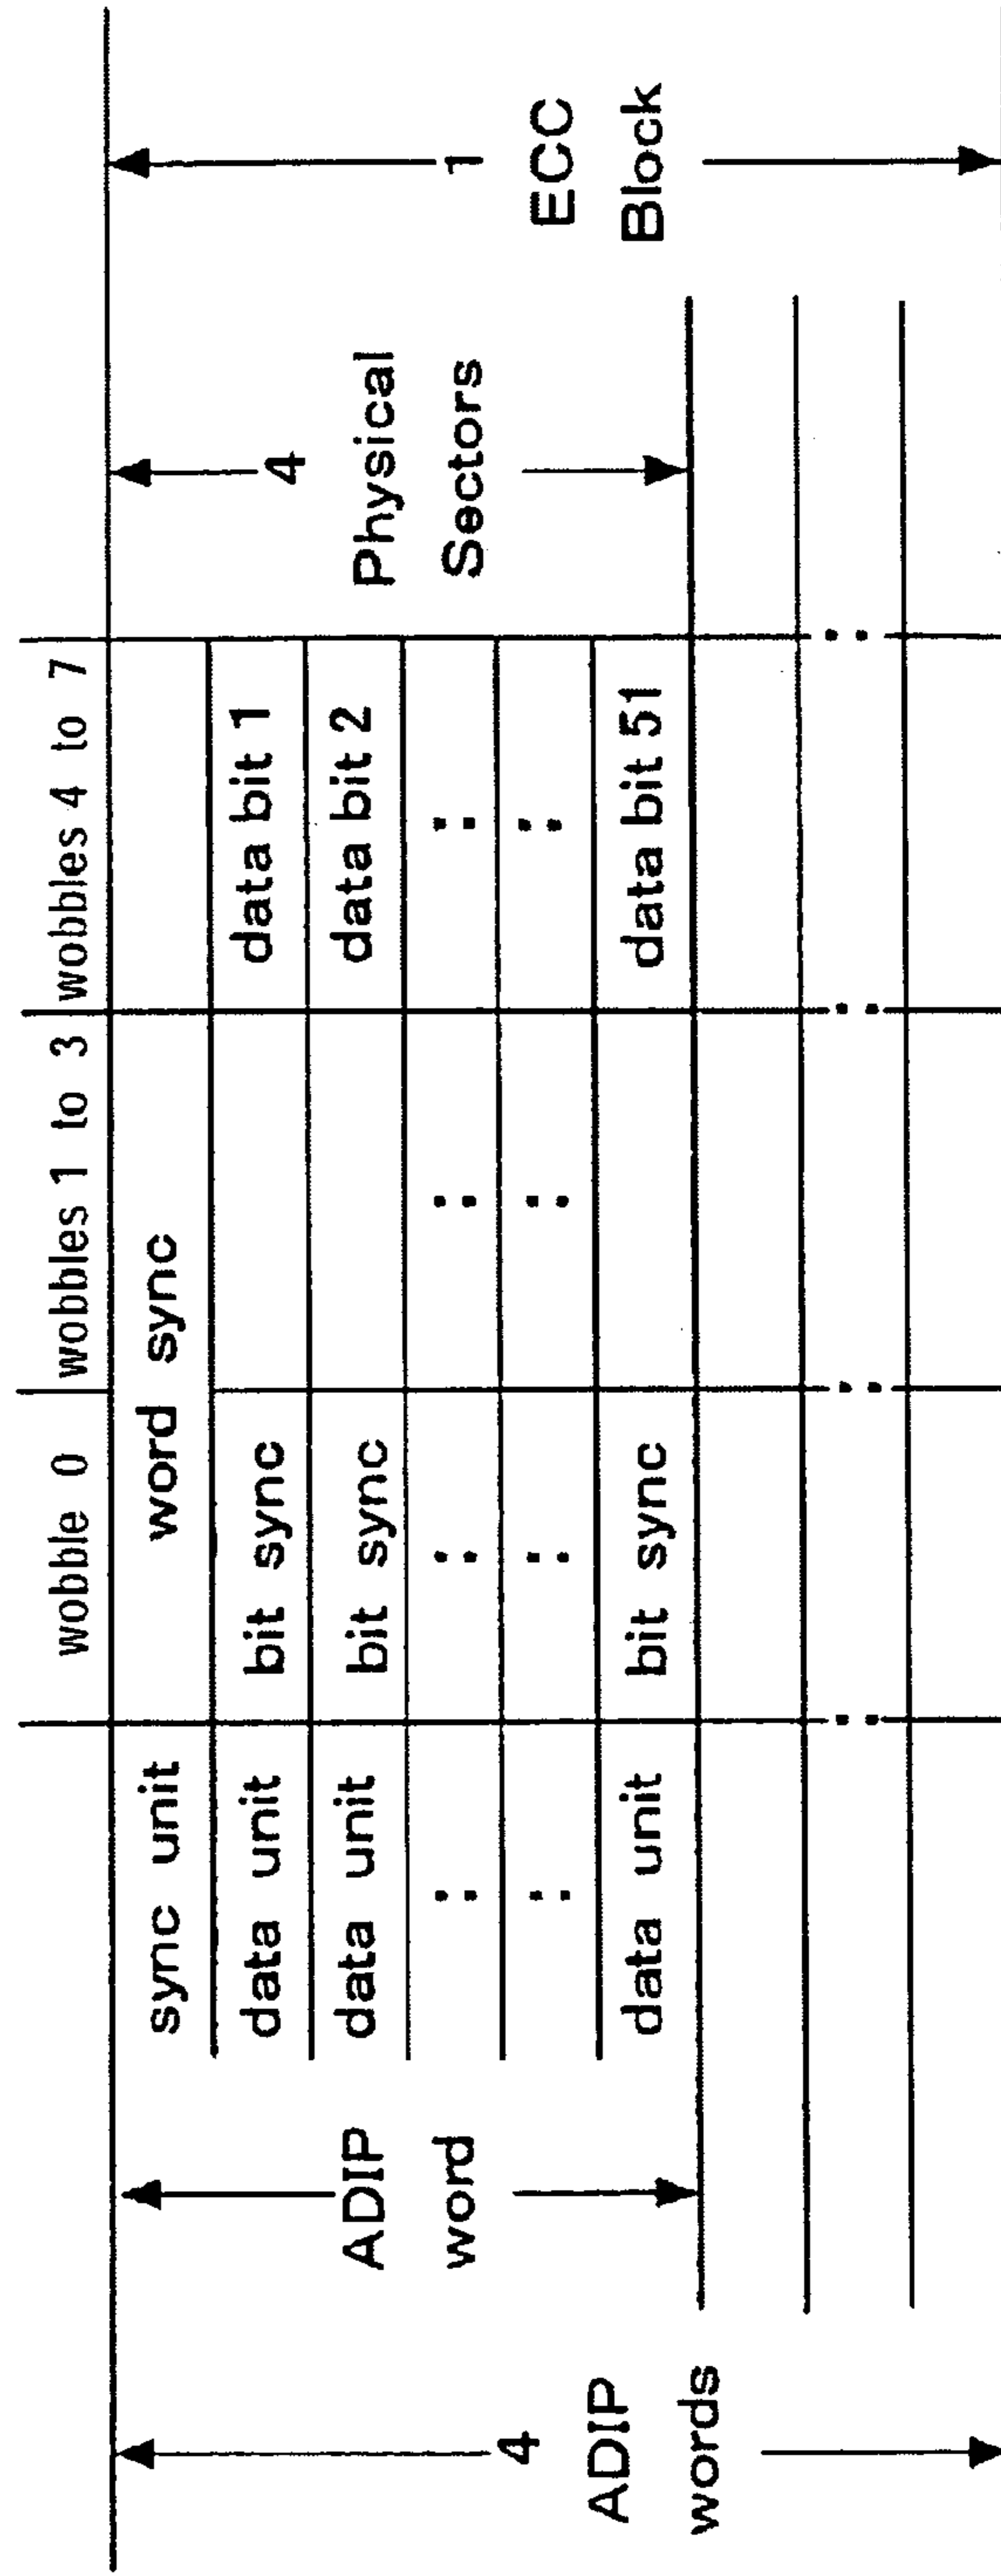 wobble 0 wobbles 1 to 3 wobbles 4 to 7
sync unit word sync
data unit bit sync data bit 1
data unit bit sync data bit 2
: : : :
: : : :
data unit bit sync data bit 51
: : : :
ADIP
word
4
ADIP
words
4
Physical
Sectors
1
ECC
Block